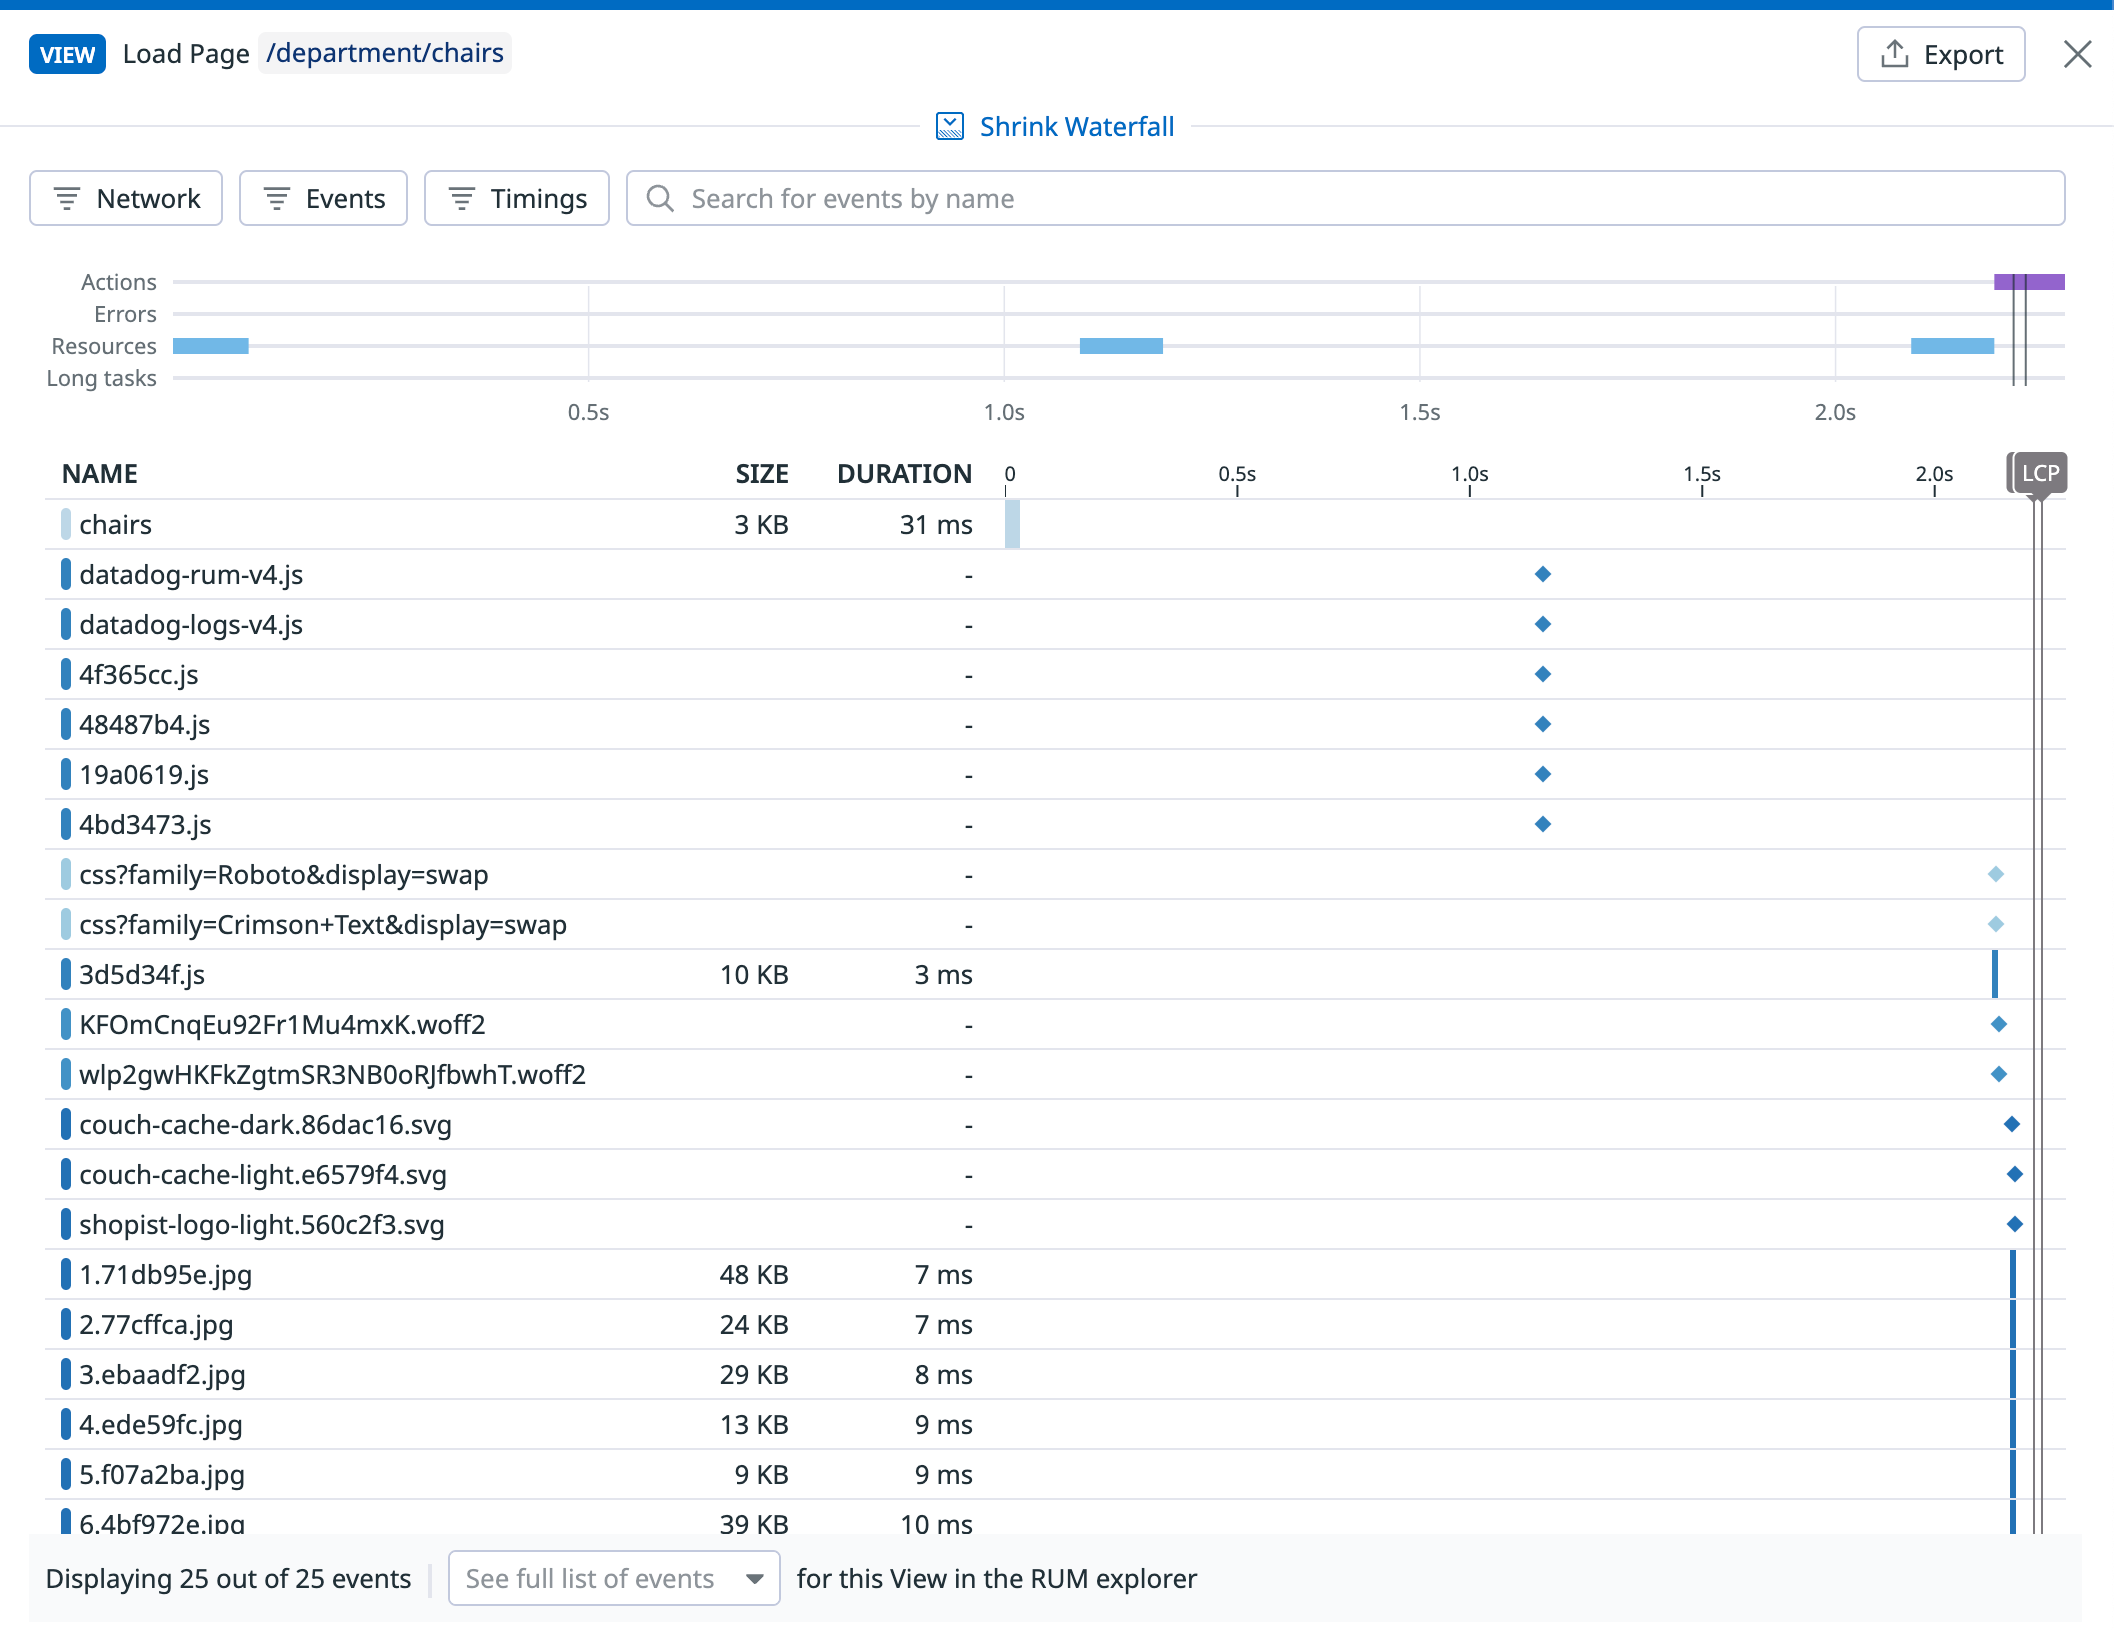 VIEW Load Page /department/chairs Export
Shrink Waterfall
Network Events Timings Search for events by name
Actions
Errors
Resources
Long tasks
0.5s 1.0s 1.5s 2.0s
NAME SIZE DURATION 0 0.5s 1.0s 1.5s 2.0s LCP
chairs 3 KB 31 ms
datadog-rum-v4.js -
datadog-logs-v4.js -
4f365cc.js -
48487b4.js -
19a0619.js -
4bd3473.js -
css?family=Roboto&display=swap -
css?family=Crimson+Text&display=swap -
3d5d34f.js 10 KB 3 ms
KFOmCnqEu92Fr1Mu4mxK.woff2 -
wlp2gwHKFkZgtmSR3NB0oRJfbwhT.woff2 -
couch-cache-dark.86dac16.svg -
couch-cache-light.e6579f4.svg -
shopist-logo-light.560c2f3.svg -
1.71db95e.jpg 48 KB 7 ms
2.77cffca.jpg 24 KB 7 ms
3.ebaadf2.jpg 29 KB 8 ms
4.ede59fc.jpg 13 KB 9 ms
5.f07a2ba.jpg 9 KB 9 ms
6.4bf972e.jpg 39 KB 10 ms
Displaying 25 out of 25 events See full list of events for this View in the RUM explorer